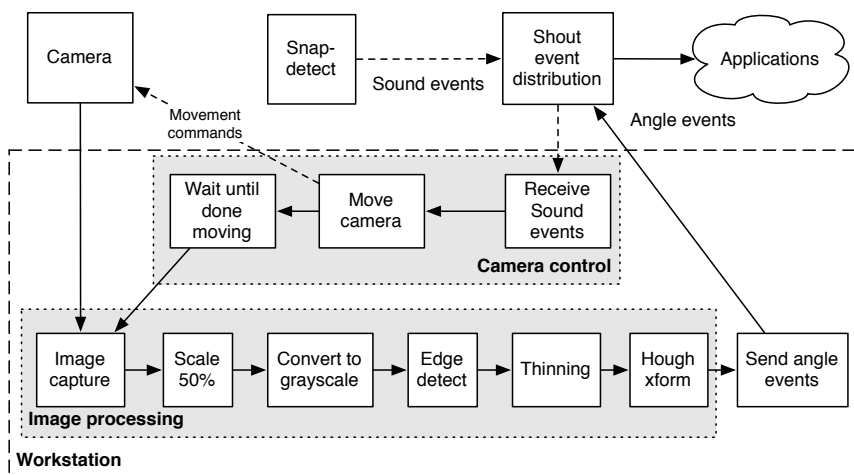 Camera
Snap-
detect
Sound events
Shout
event
distribution
Applications
Movement
commands
Angle events
Wait until
done
moving
Move
camera
Receive
Sound
events
Camera control
Image
capture
Scale
50%
Convert to
grayscale
Edge
detect
Thinning
Hough
xform
Send angle
events
Image processing
Workstation